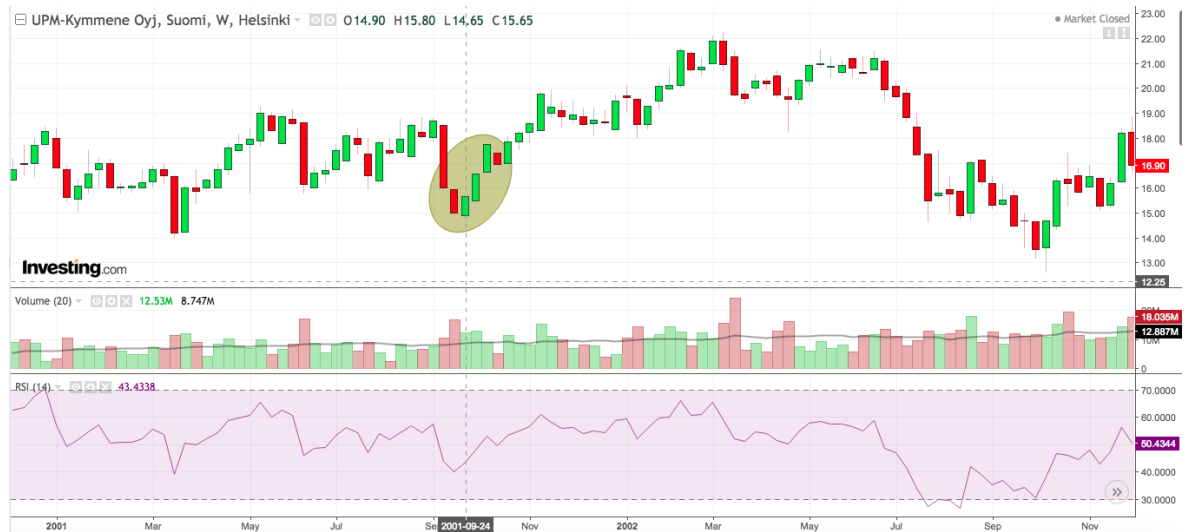 UPM-Kymmene Oyj, Suomi, W, Helsinki O14.90 H15.80 L14.65 C15.65
Market Closed
23.00
22.00
21.00
20.00
19.00
18.00
16.90
16.00
15.00
14.00
13.00
12.25
Investing.com
Volume (20) 12.53M 8.747M
18.035M
12.887M
10M
0
RSI (14) 43.4338
70.0000
60.0000
50.4344
40.0000
30.0000
2001 Mar May Jul 2001-09-24 Nov 2002 Mar May Jul Sep Nov